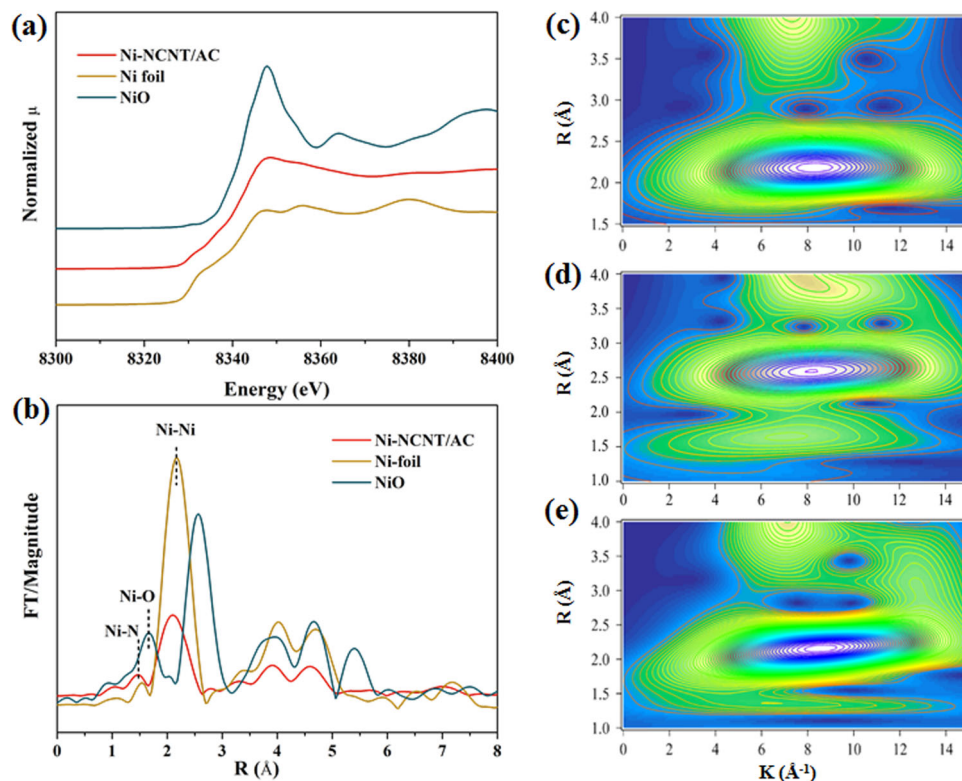 (a)
Ni-NCNT/AC
Ni foil
NiO
Normalized μ
8300 8320 8340 8360 8380 8400
Energy (eV)
(b)
Ni-Ni
Ni-NCNT/AC
Ni-foil
NiO
Ni-O
Ni-N
FT/Magnitude
0 1 2 3 4 5 6 7 8
R (Å)
(c)
4.0
3.5
3.0
2.5
2.0
1.5
R (Å)
0 2 4 6 8 10 12 14
(d)
4.0
3.5
3.0
2.5
2.0
1.5
1.0
R (Å)
0 2 4 6 8 10 12 14
(e)
4.0
3.5
3.0
2.5
2.0
1.5
1.0
R (Å)
0 2 4 6 8 10 12 14
K (Å⁻¹)